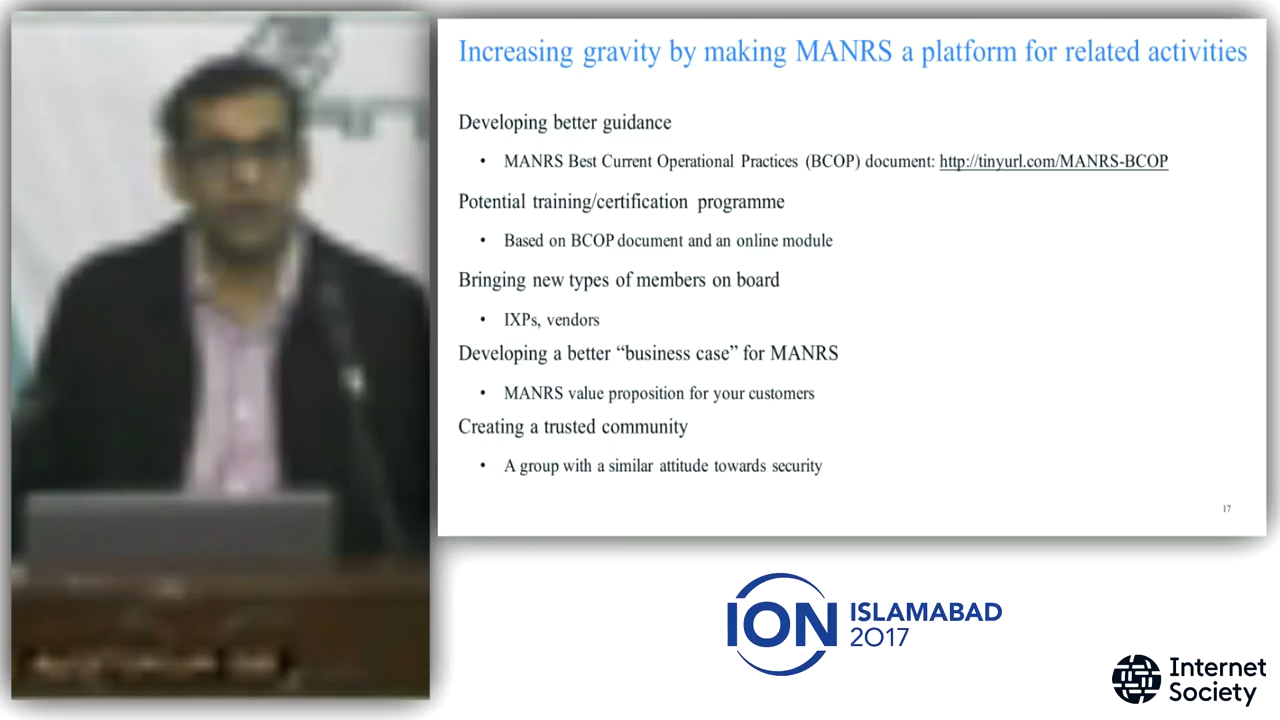 Increasing gravity by making MANRS a platform for related activities
Developing better guidance
• MANRS Best Current Operational Practices (BCOP) document: http://tinyurl.com/MANRS-BCOP
Potential training/certification programme
• Based on BCOP document and an online module
Bringing new types of members on board
• IXPs, vendors
Developing a better “business case” for MANRS
• MANRS value proposition for your customers
Creating a trusted community
• A group with a similar attitude towards security
17
ION ISLAMABAD
2017
Internet
Society